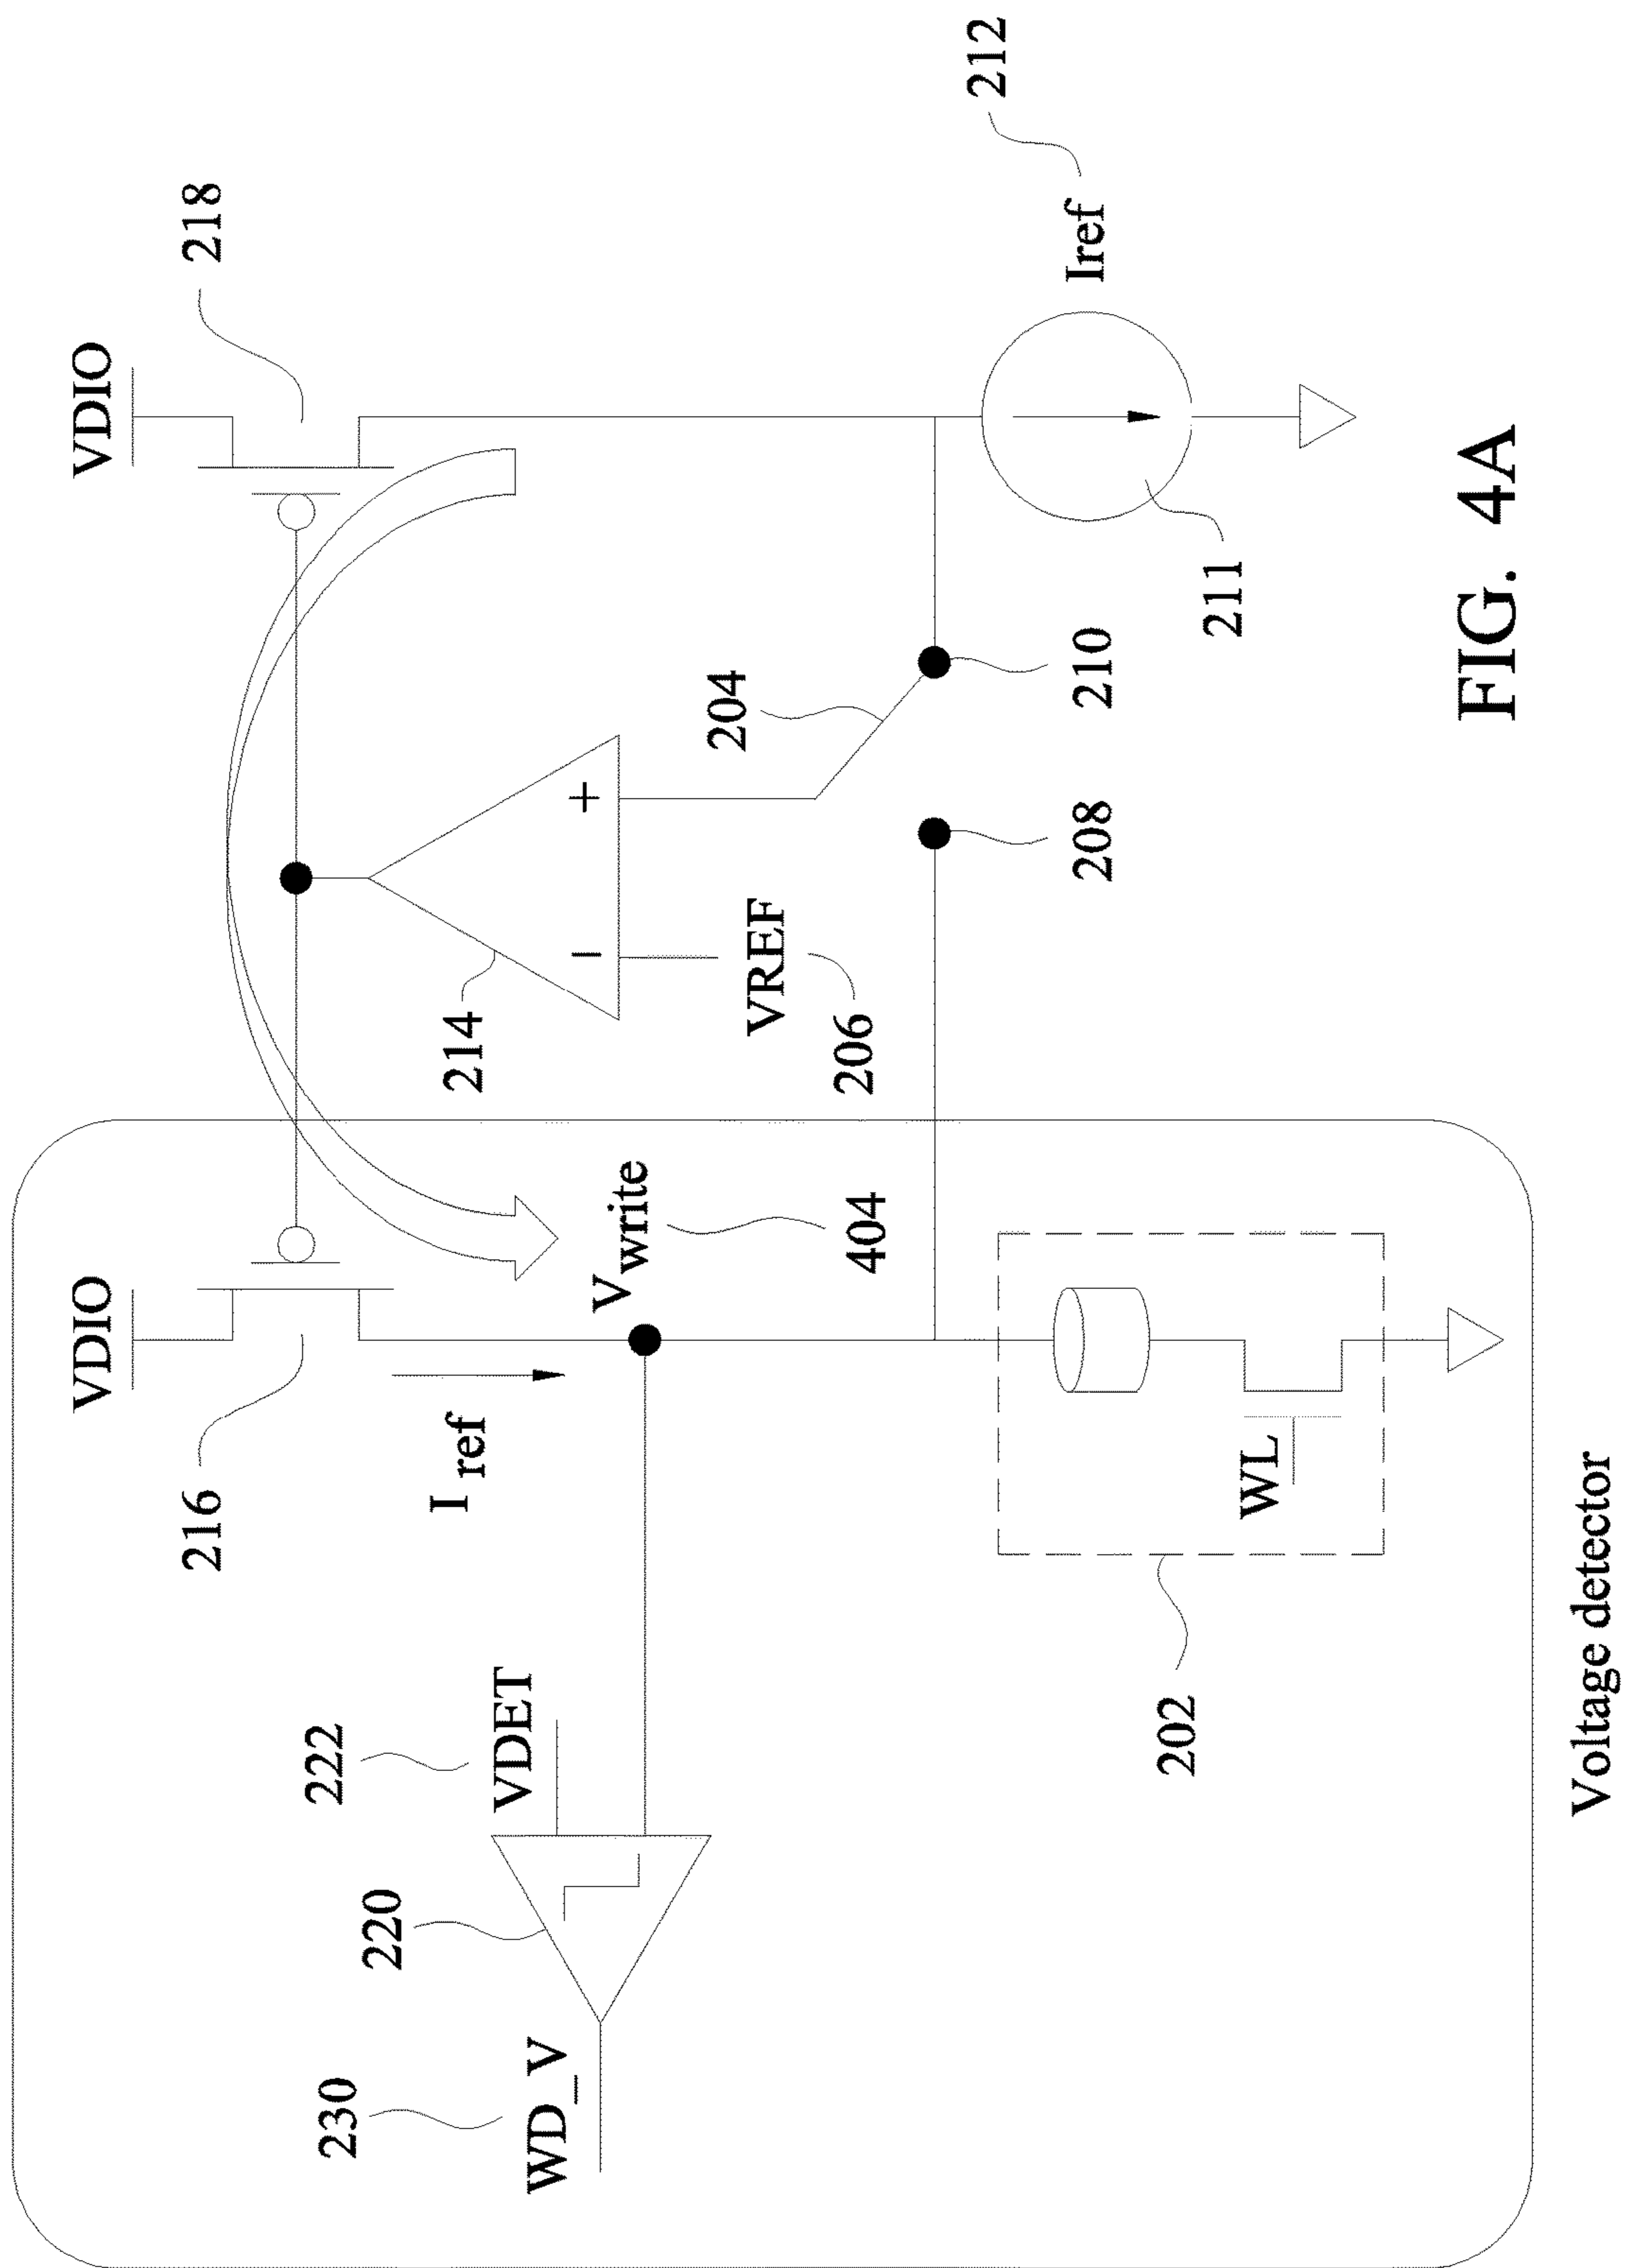 VDIO
VDIO
216
218
I ref
Vwrite
404
214
−
+
VREF
206
204
208
210
211
Iref
212
222
VDET
220
230
WD_V
202
WL
Voltage detector
FIG. 4A